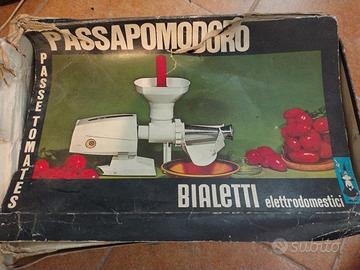 PASSAPOMODORO
PASSE TOMATES
BIALETTI elettrodomestici
subito